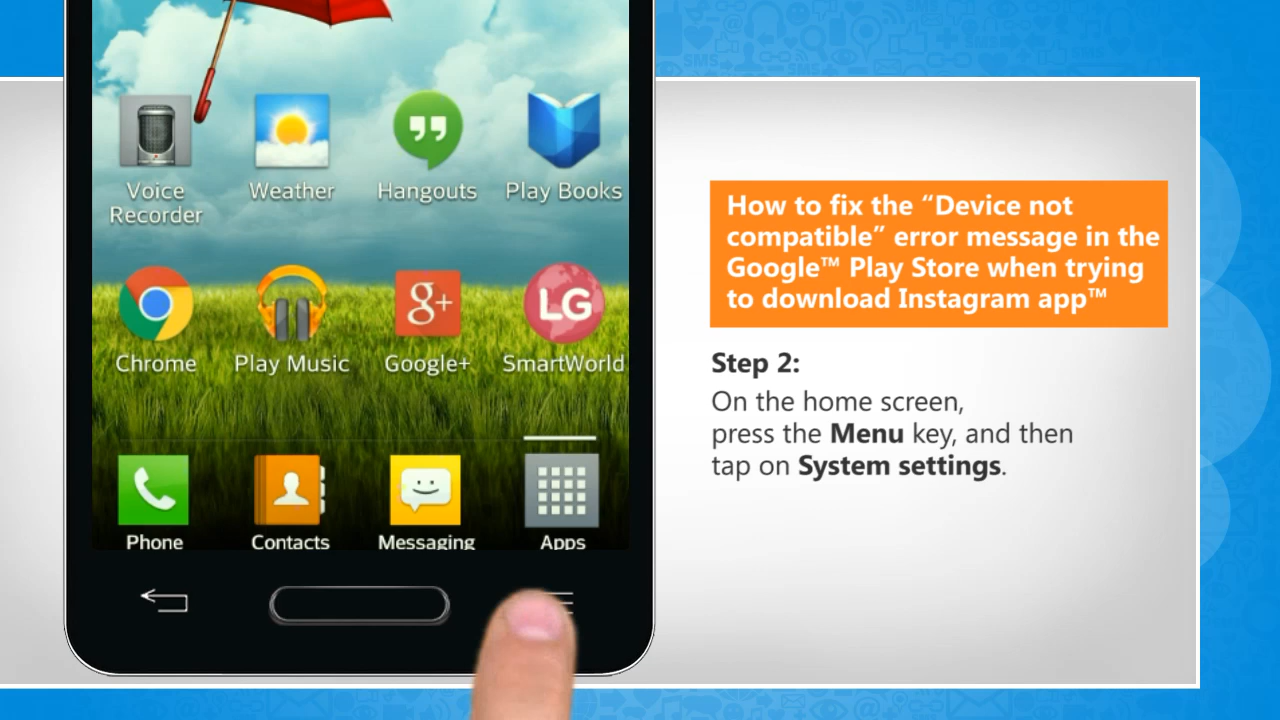 Voice
Recorder
Weather
Hangouts
Play Books
Chrome
Play Music
g+
Google+
LG
SmartWorld
Phone
Contacts
Messaging
Apps
How to fix the “Device not
compatible” error message in the
Google™ Play Store when trying
to download Instagram app™
Step 2:
On the home screen,
press the Menu key, and then
tap on System settings.
SMS
SMS